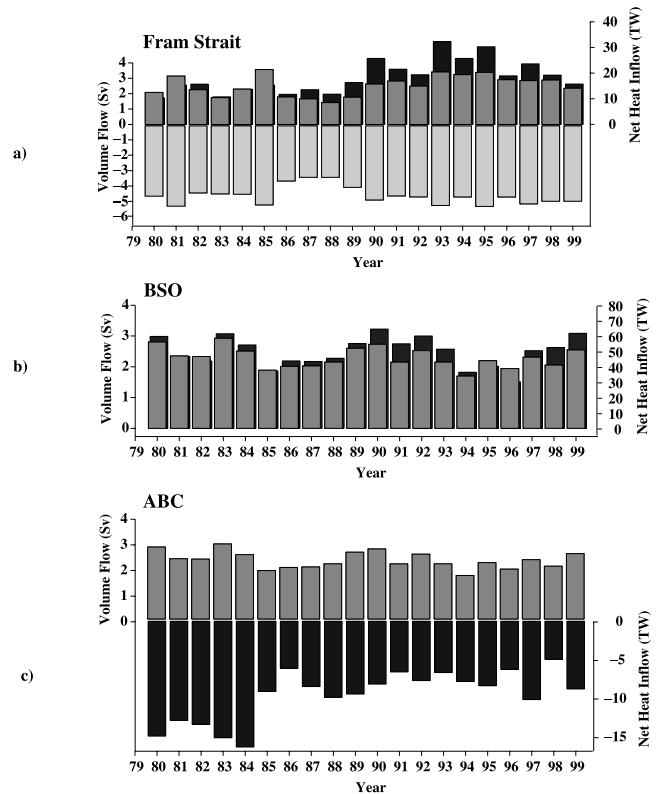 Fram Strait
a)
Volume Flow (Sv)
4
3
2
1
0
−1
−2
−3
−4
−5
−6
40
30
20
10
0
Net Heat Inflow (TW)
79 80 81 82 83 84 85 86 87 88 89 90 91 92 93 94 95 96 97 98 99
Year
BSO
b)
Volume Flow (Sv)
4
3
2
1
0
80
70
60
50
40
30
20
10
0
Net Heat Inflow (TW)
79 80 81 82 83 84 85 86 87 88 89 90 91 92 93 94 95 96 97 98 99
Year
ABC
c)
Volume Flow (Sv)
4
3
2
1
0
0
−5
−10
−15
Net Heat Inflow (TW)
79 80 81 82 83 84 85 86 87 88 89 90 91 92 93 94 95 96 97 98 99
Year